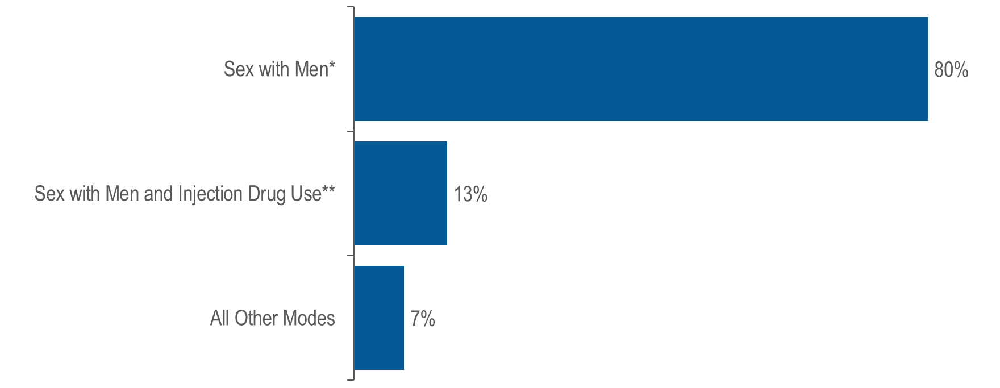 Sex with Men*
80%
Sex with Men and Injection Drug Use**
13%
All Other Modes
7%